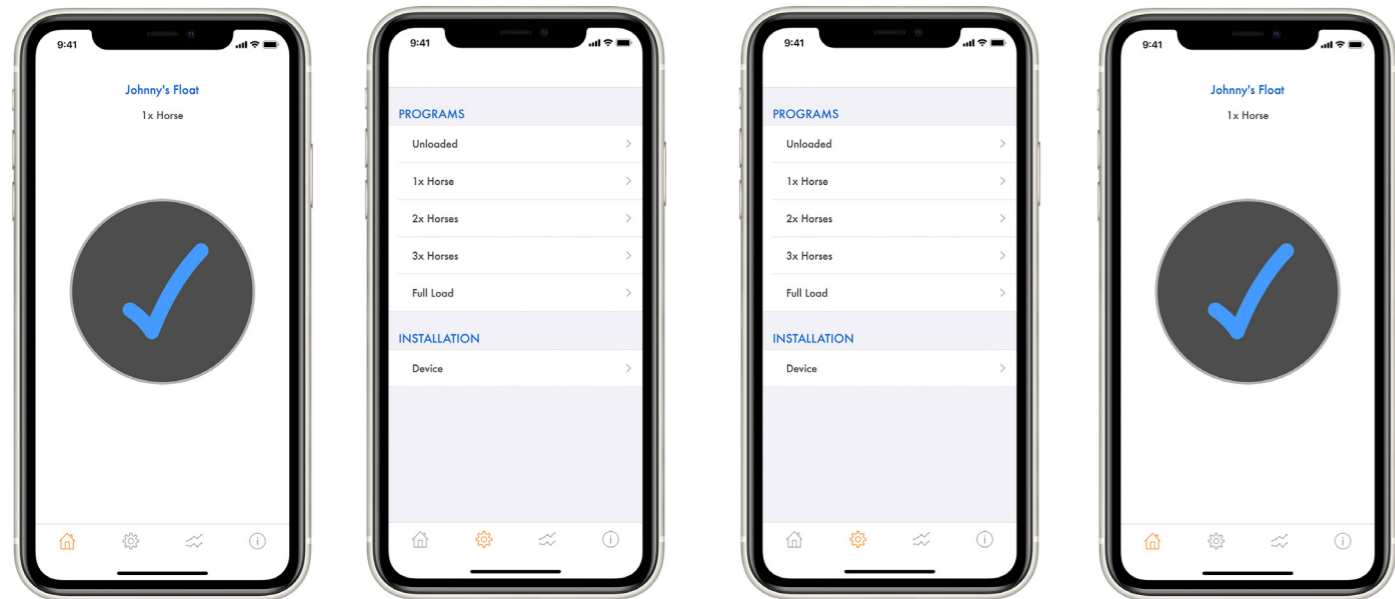 9:41
Johnny's Float
1x Horse
9:41
PROGRAMS
Unloaded
1x Horse
2x Horses
3x Horses
Full Load
INSTALLATION
Device
9:41
PROGRAMS
Unloaded
1x Horse
2x Horses
3x Horses
Full Load
INSTALLATION
Device
9:41
Johnny's Float
1x Horse